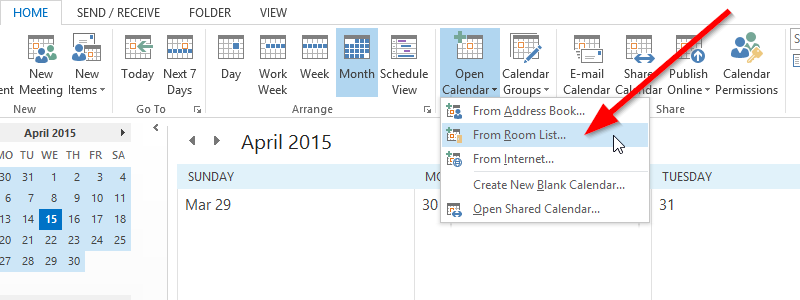 HOME SEND / RECEIVE FOLDER VIEW
New Meeting
New Items
Today
Next 7 Days
Day
Work Week
Week
Month
Schedule View
Open Calendar
Calendar Groups
E-mail Calendar
Share Calendar
Publish Online
Calendar Permissions
New
Go To
Arrange
Share
From Address Book...
From Room List...
From Internet...
Create New Blank Calendar...
Open Shared Calendar...
April 2015
MO TU WE TH FR SA
30 31 1 2 3 4
6 7 8 9 10 11
13 14 15 16 17 18
20 21 22 23 24 25
27 28 29 30
April 2015
SUNDAY TUESDAY
Mar 29 30 31